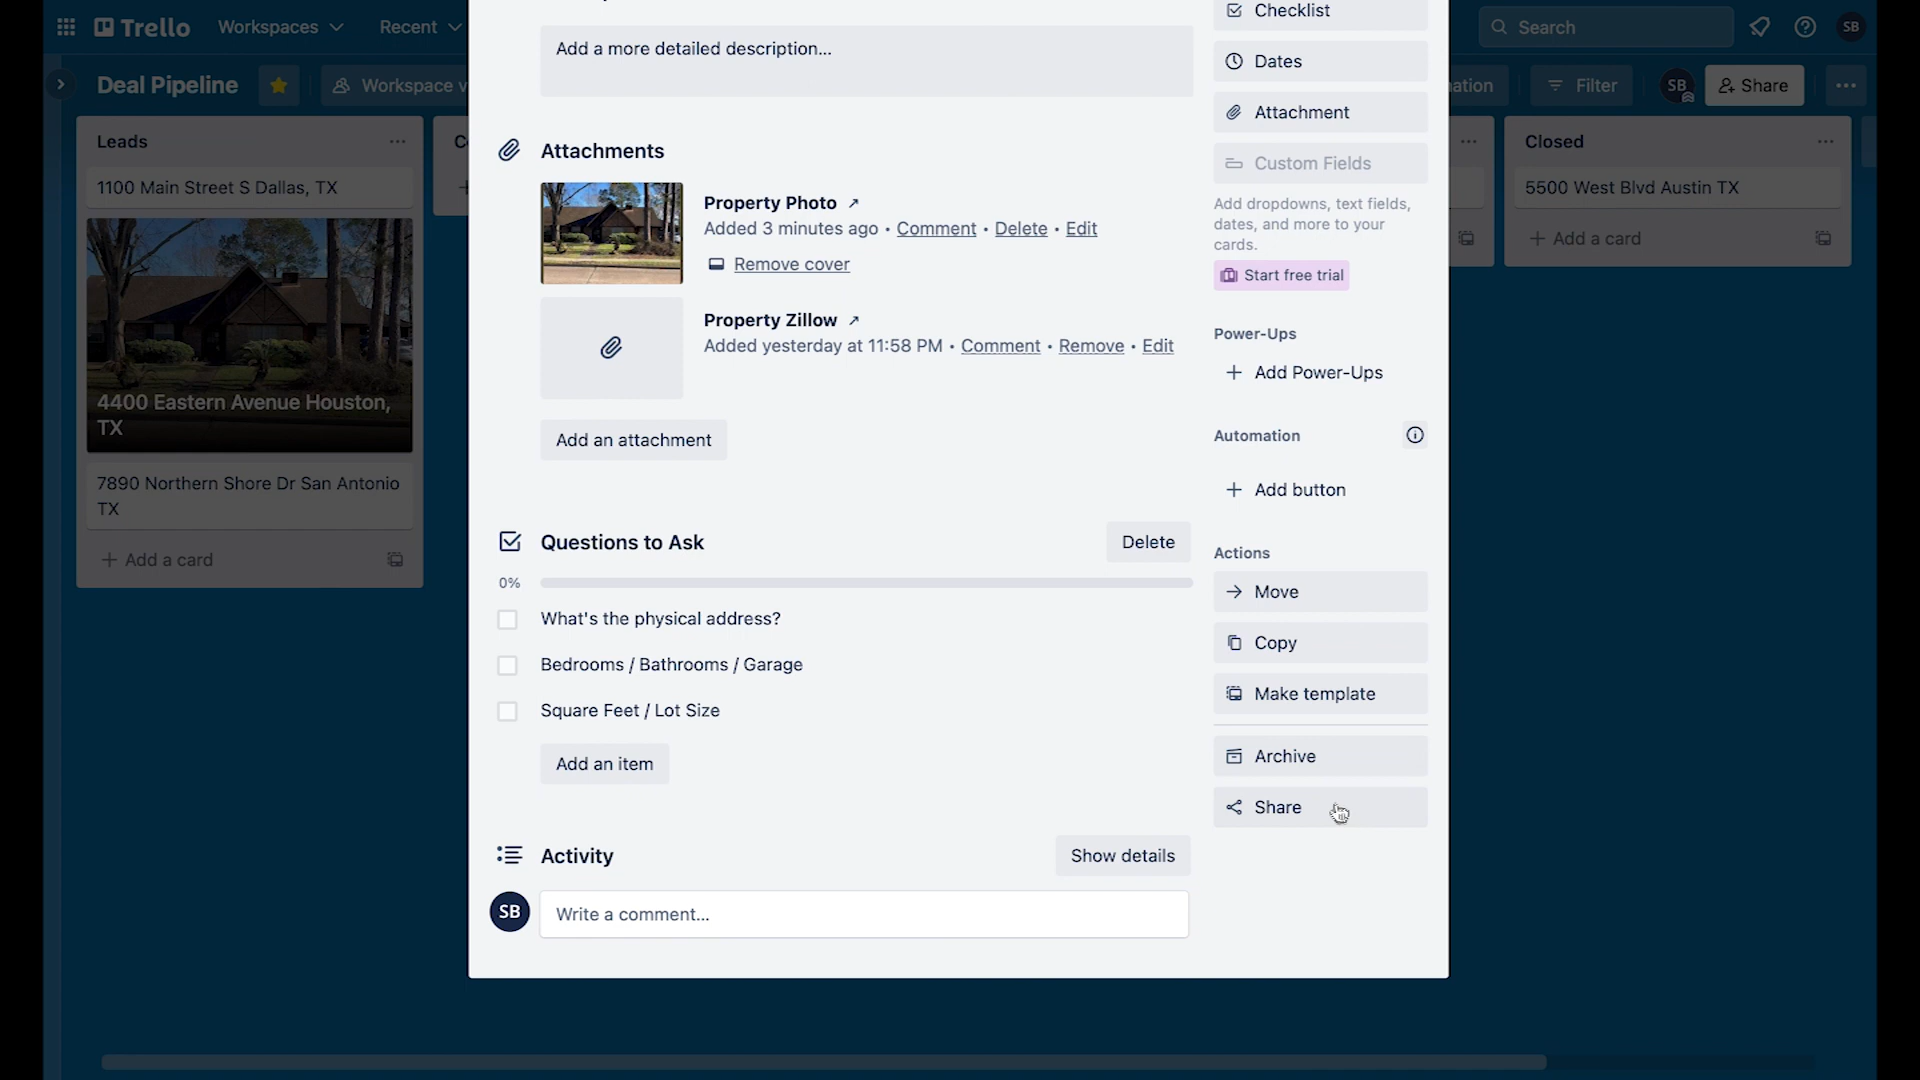 Trello
Workspaces
Recent
Search
SB
Deal Pipeline
Workspace v
Filter
SB
Share
Leads
1100 Main Street S Dallas, TX
4400 Eastern Avenue Houston,
TX
7890 Northern Shore Dr San Antonio
TX
+ Add a card
Closed
5500 West Blvd Austin TX
+ Add a card
Add a more detailed description...
Attachments
Property Photo ↗
Added 3 minutes ago • Comment • Delete • Edit
Remove cover
Property Zillow ↗
Added yesterday at 11:58 PM • Comment • Remove • Edit
Add an attachment
Questions to Ask
Delete
0%
What's the physical address?
Bedrooms / Bathrooms / Garage
Square Feet / Lot Size
Add an item
Activity
Show details
SB
Write a comment...
Checklist
Dates
Attachment
Custom Fields
Add dropdowns, text fields,
dates, and more to your
cards.
Start free trial
Power-Ups
+ Add Power-Ups
Automation
+ Add button
Actions
Move
Copy
Make template
Archive
Share